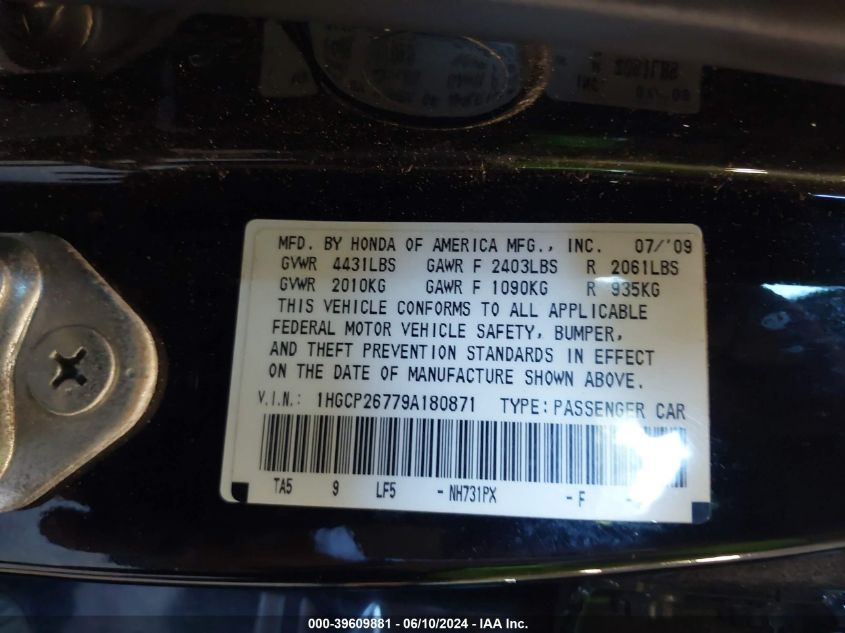 MFD. BY HONDA OF AMERICA MFG., INC. 07/'09
GVWR 4431LBS GAWR F 2403LBS R 2061LBS
GVWR 2010KG GAWR F 1090KG R 935KG
THIS VEHICLE CONFORMS TO ALL APPLICABLE
FEDERAL MOTOR VEHICLE SAFETY, BUMPER,
AND THEFT PREVENTION STANDARDS IN EFFECT
ON THE DATE OF MANUFACTURE SHOWN ABOVE.
V.I.N.: 1HGCP26779A180871 TYPE: PASSENGER CAR
TA5 9 LF5 - NH731PX - F -
000-39609881 - 06/10/2024 - IAA Inc.